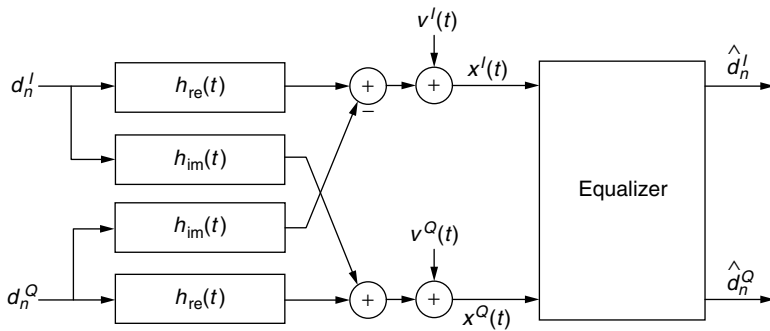 v^I(t)
d_n^I
h_re(t)
+
−
+
x^I(t)
d̂_n^I
h_im(t)
Equalizer
h_im(t)
v^Q(t)
d_n^Q
h_re(t)
+
+
x^Q(t)
d̂_n^Q